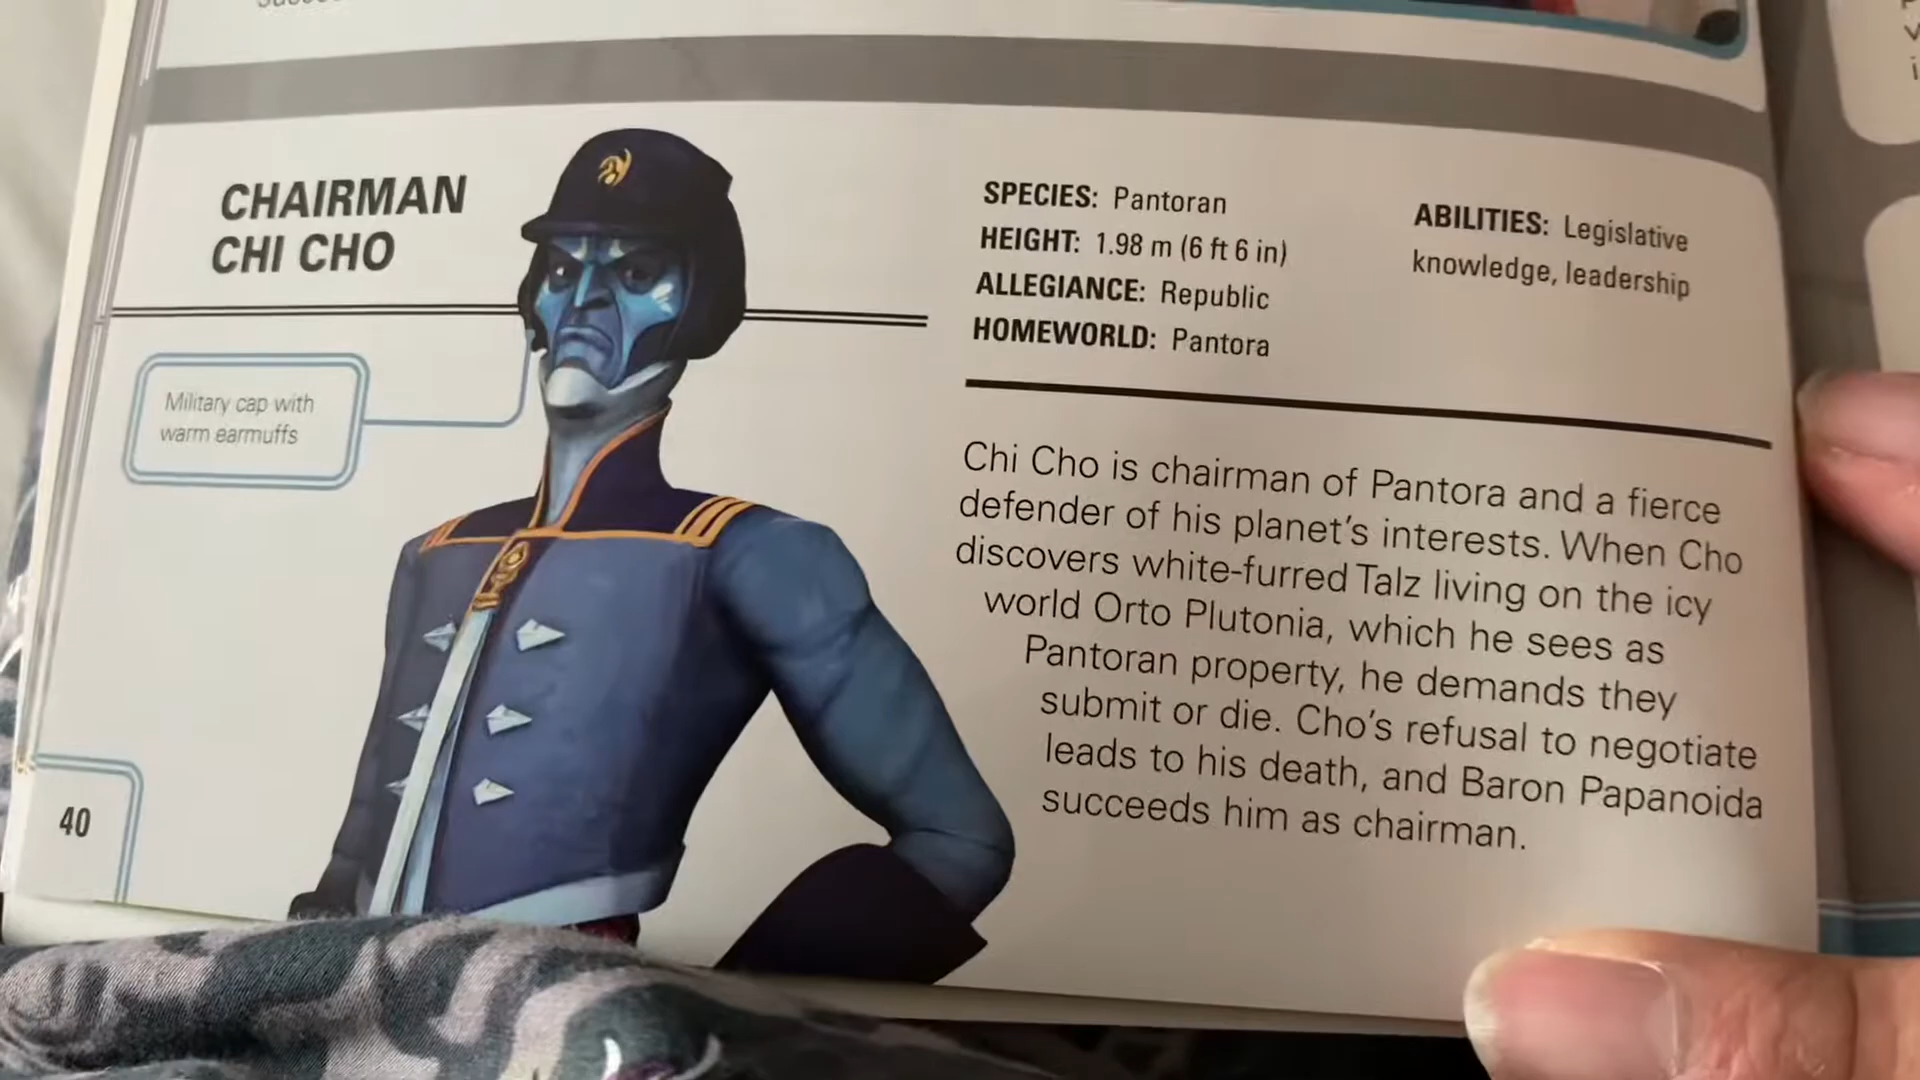 CHAIRMAN
CHI CHO
Military cap with
warm earmuffs
40
SPECIES: Pantoran
HEIGHT: 1.98 m (6 ft 6 in)
ALLEGIANCE: Republic
HOMEWORLD: Pantora
ABILITIES: Legislative
knowledge, leadership
Chi Cho is chairman of Pantora and a fierce
defender of his planet's interests. When Cho
discovers white-furred Talz living on the icy
world Orto Plutonia, which he sees as
Pantoran property, he demands they
submit or die. Cho's refusal to negotiate
leads to his death, and Baron Papanoida
succeeds him as chairman.